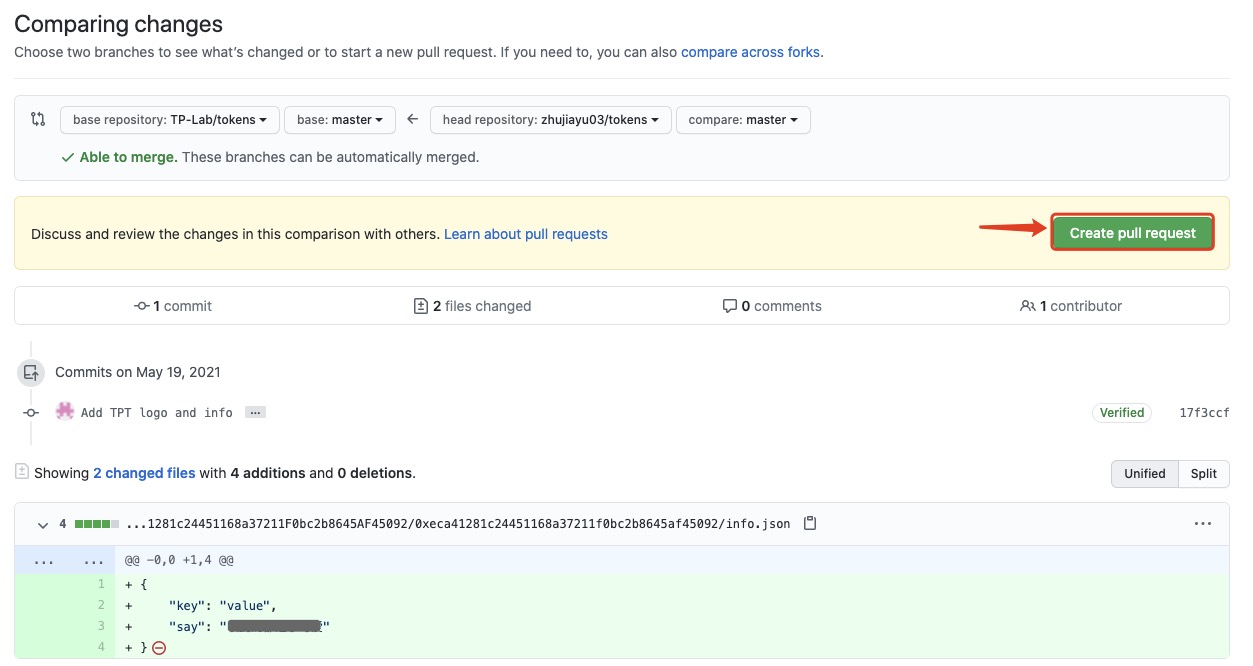 Comparing changes
Choose two branches to see what's changed or to start a new pull request. If you need to, you can also compare across forks.
base repository: TP-Lab/tokens base: master ← head repository: zhujiayu03/tokens compare: master
Able to merge. These branches can be automatically merged.
Discuss and review the changes in this comparison with others. Learn about pull requests Create pull request
1 commit 2 files changed 0 comments 1 contributor
Commits on May 19, 2021
Add TPT logo and info ... Verified 17f3ccf
Showing 2 changed files with 4 additions and 0 deletions. Unified Split
4 ...1281c24451168a37211F0bc2b8645AF45092/0xeca41281c24451168a37211f0bc2b8645af45092/info.json ...
... ... @@ -0,0 +1,4 @@
1 + {
2 + "key": "value",
3 + "say": " "
4 + }